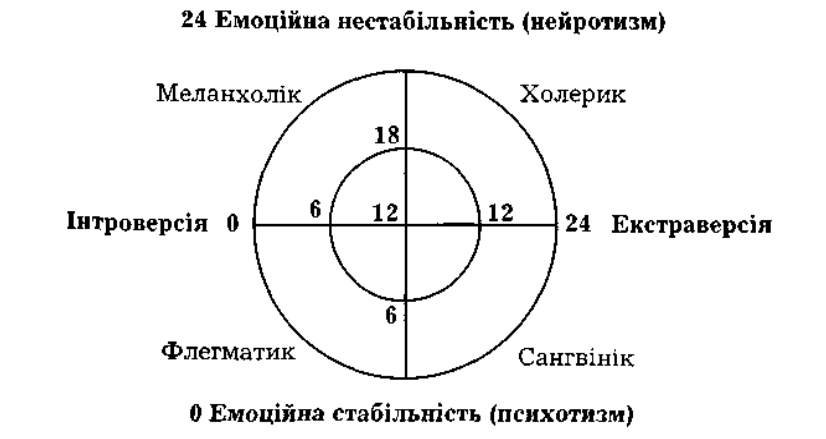 24 Емоційна нестабільність (нейротизм)
Меланхолік Холерик
18
Інтроверсія 0 6 12 12 24 Екстраверсія
6
Флегматик Сангвінік
0 Емоційна стабільність (психотизм)